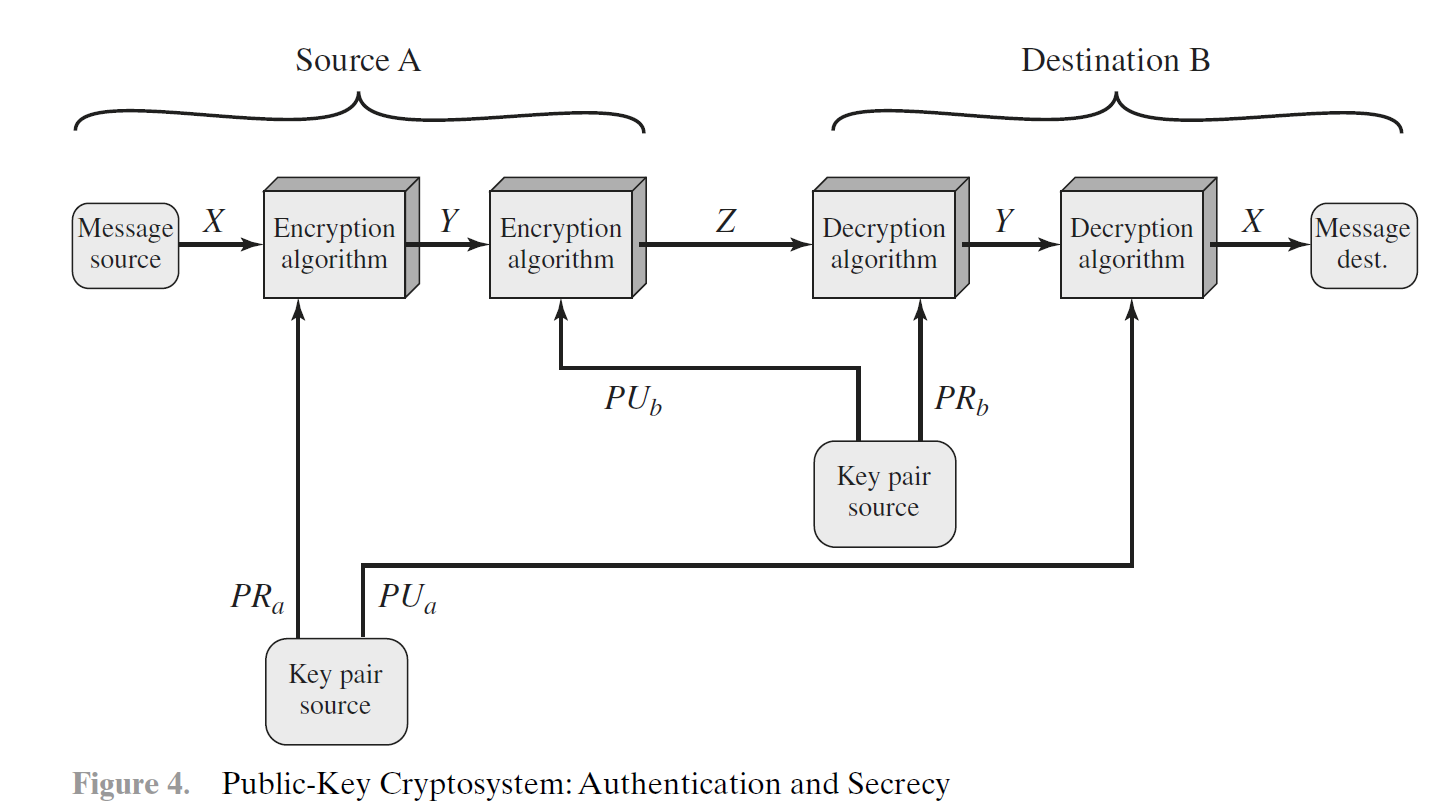 Source A
Destination B
Message
source
X
Encryption
algorithm
Y
Encryption
algorithm
Z
Decryption
algorithm
Y
Decryption
algorithm
X
Message
dest.
PUb
PRb
Key pair
source
PRa
PUa
Key pair
source
Figure 4. Public-Key Cryptosystem: Authentication and Secrecy